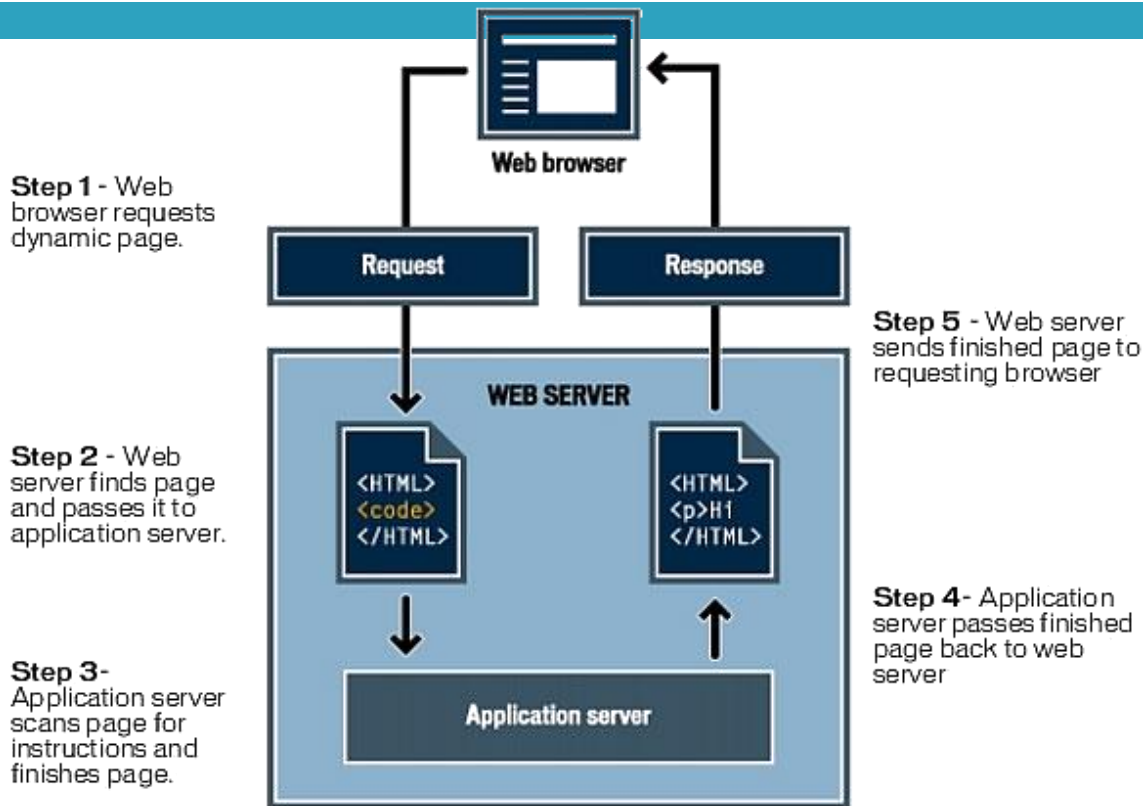 Web browser
Step 1 - Web
browser requests
dynamic page.
Request
Response
Step 5 - Web server
sends finished page to
requesting browser
WEB SERVER
Step 2 - Web
server finds page
and passes it to
application server.
<HTML>
<code>
</HTML>
<HTML>
<p>Hi
</HTML>
Step 4- Application
server passes finished
page back to web
server
Step 3-
Application server
scans page for
instructions and
finishes page.
Application server